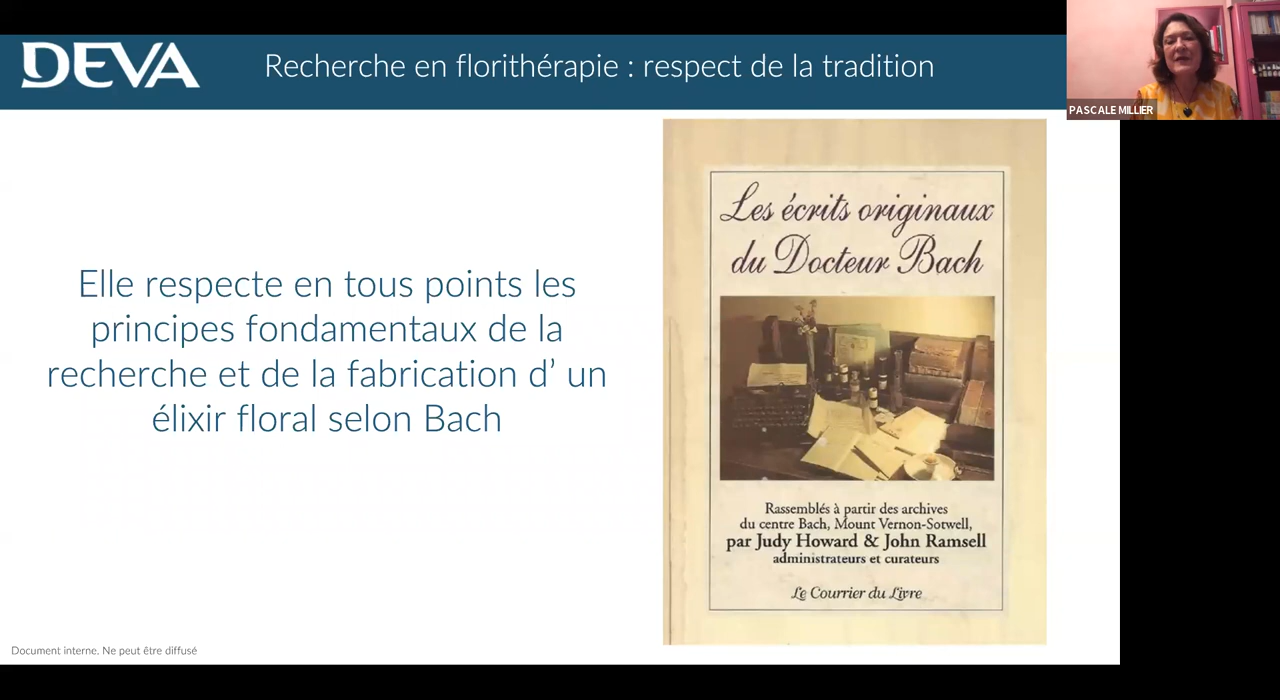 DEVA
Recherche en florithérapie : respect de la tradition
PASCALE MILLIER
Elle respecte en tous points les
principes fondamentaux de la
recherche et de la fabrication d’ un
élixir floral selon Bach
Les écrits originaux
du Docteur Bach
Rassemblés à partir des archives
du centre Bach, Mount Vernon-Sotwell,
par Judy Howard & John Ramsell
administrateurs et curateurs
Le Courrier du Livre
Document interne. Ne peut être diffusé